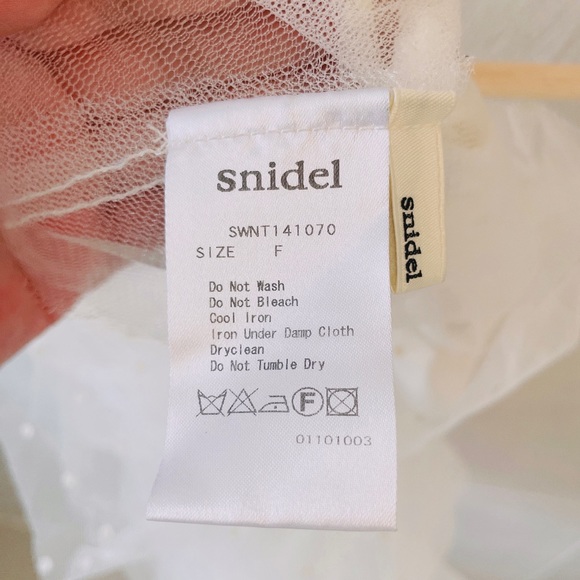 snidel
SWNT141070
SIZE F
Do Not Wash
Do Not Bleach
Cool Iron
Iron Under Damp Cloth
Dryclean
Do Not Tumble Dry
F
01101003
snidel